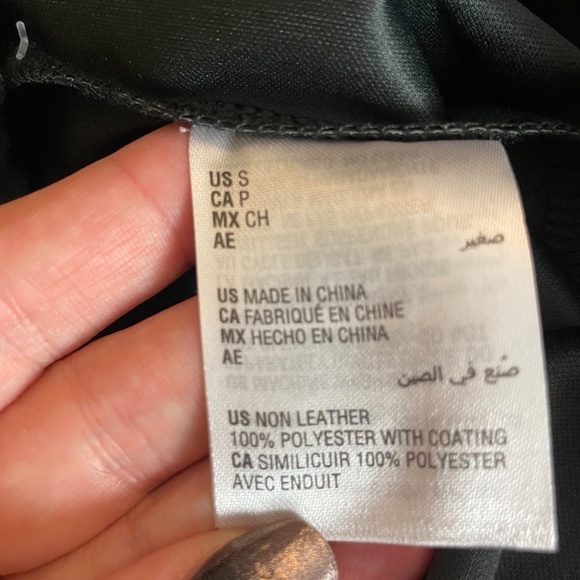 US S
CA P
MX CH
AE
صغير
US MADE IN CHINA
CA FABRIQUÉ EN CHINE
MX HECHO EN CHINA
AE
صُنع في الصين
US NON LEATHER
100% POLYESTER WITH COATING
CA SIMILICUIR 100% POLYESTER
AVEC ENDUIT